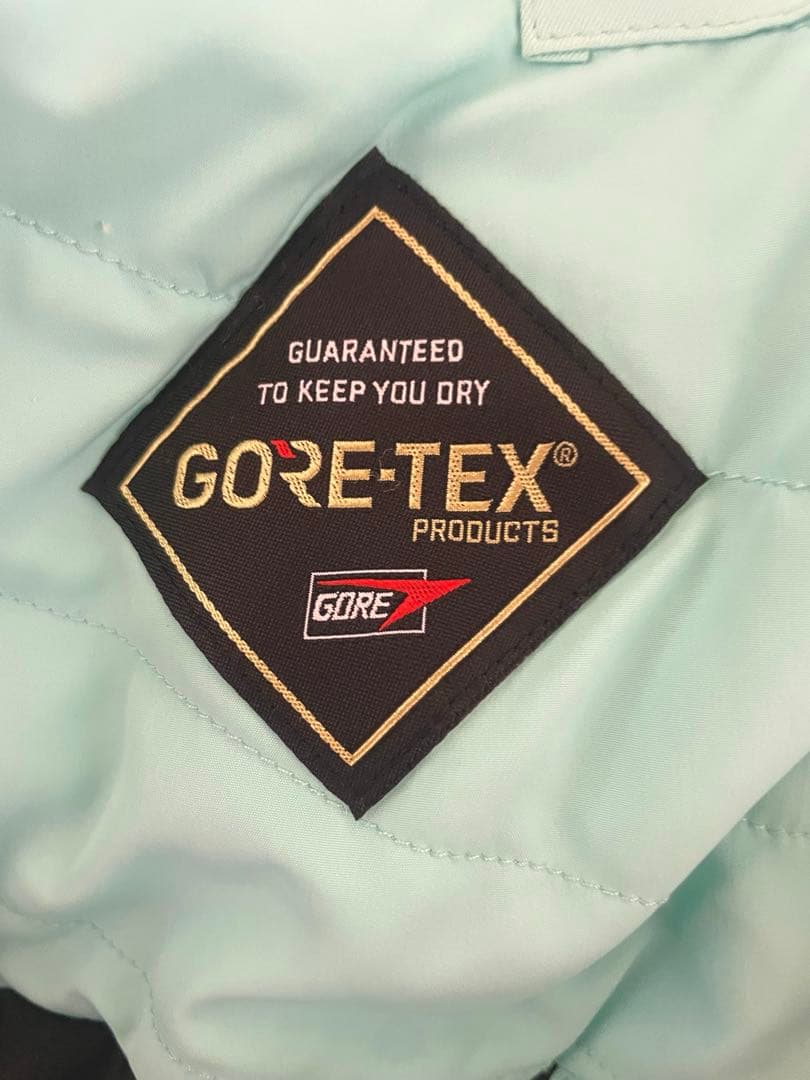 GUARANTEED
TO KEEP YOU DRY
GORE-TEX®
PRODUCTS
GORE